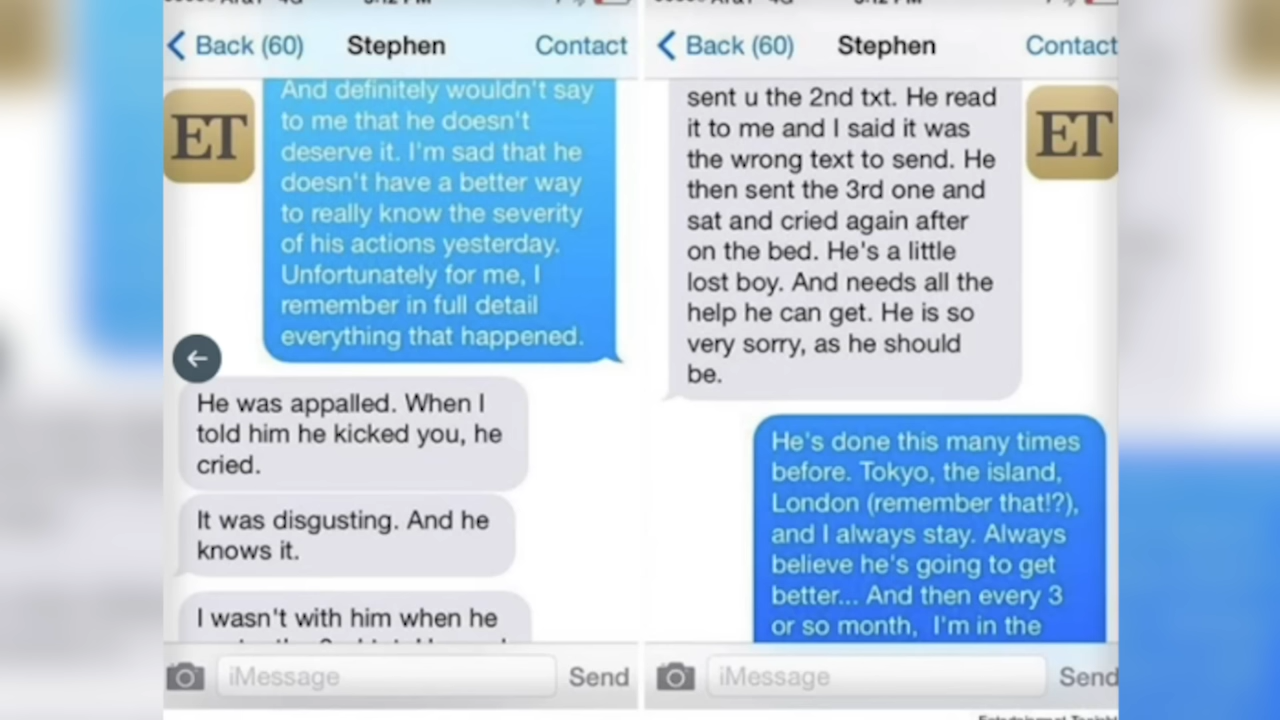 Back (60)
Stephen
Contact
ET
And definitely wouldn't say
to me that he doesn't
deserve it. I'm sad that he
doesn't have a better way
to really know the severity
of his actions yesterday.
Unfortunately for me, I
remember in full detail
everything that happened.
He was appalled. When I
told him he kicked you, he
cried.
It was disgusting. And he
knows it.
I wasn't with him when he
iMessage
Send
Back (60)
Stephen
Contact
ET
sent u the 2nd txt. He read
it to me and I said it was
the wrong text to send. He
then sent the 3rd one and
sat and cried again after
on the bed. He's a little
lost boy. And needs all the
help he can get. He is so
very sorry, as he should
be.
He's done this many times
before. Tokyo, the island,
London (remember that!?),
and I always stay. Always
believe he's going to get
better... And then every 3
or so month, I'm in the
iMessage
Send